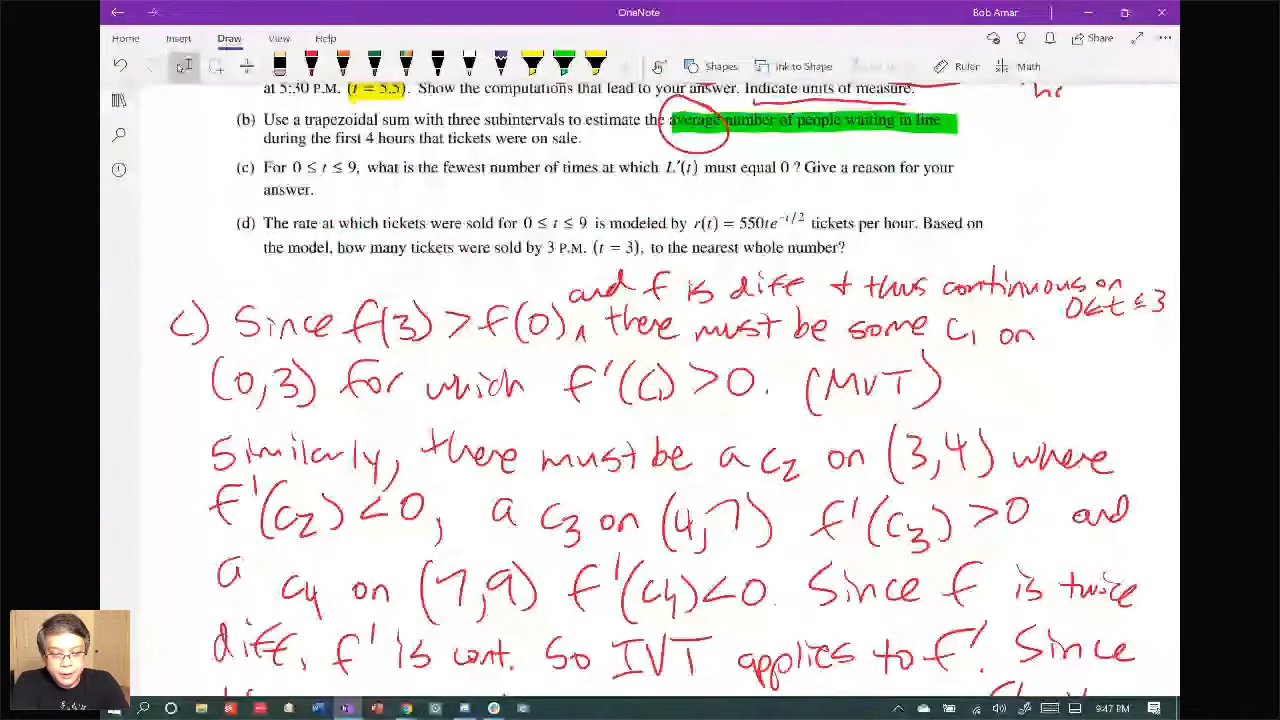 OneNote
Bob Amar
Home Insert Draw View Help
Share
Shapes Ink to Shape Ink to Math Ruler Math
at 5:30 P.M. (t = 5.5). Show the computations that lead to your answer. Indicate units of measure.
(b) Use a trapezoidal sum with three subintervals to estimate the average number of people waiting in line
during the first 4 hours that tickets were on sale.
(c) For 0 ≤ t ≤ 9, what is the fewest number of times at which L′(t) must equal 0 ? Give a reason for your
answer.
(d) The rate at which tickets were sold for 0 ≤ t ≤ 9 is modeled by r(t) = 550te^(-t/2) tickets per hour. Based on
the model, how many tickets were sold by 3 P.M. (t = 3), to the nearest whole number?
and f is diff + thus continuous on
0≤t≤3
c) Since f(3) > f(0) ∧ there must be some c₁ on
(0,3) for which f'(c₁) > 0. (MVT)
Similarly, there must be a c₂ on (3,4) where
f'(c₂) < 0, a c₃ on (4,7) f'(c₃) > 0 and
a c₄ on (7,9) f'(c₄) < 0. Since f is twice
diff, f' is cont. So IVT applies to f'. Since
9:47 PM